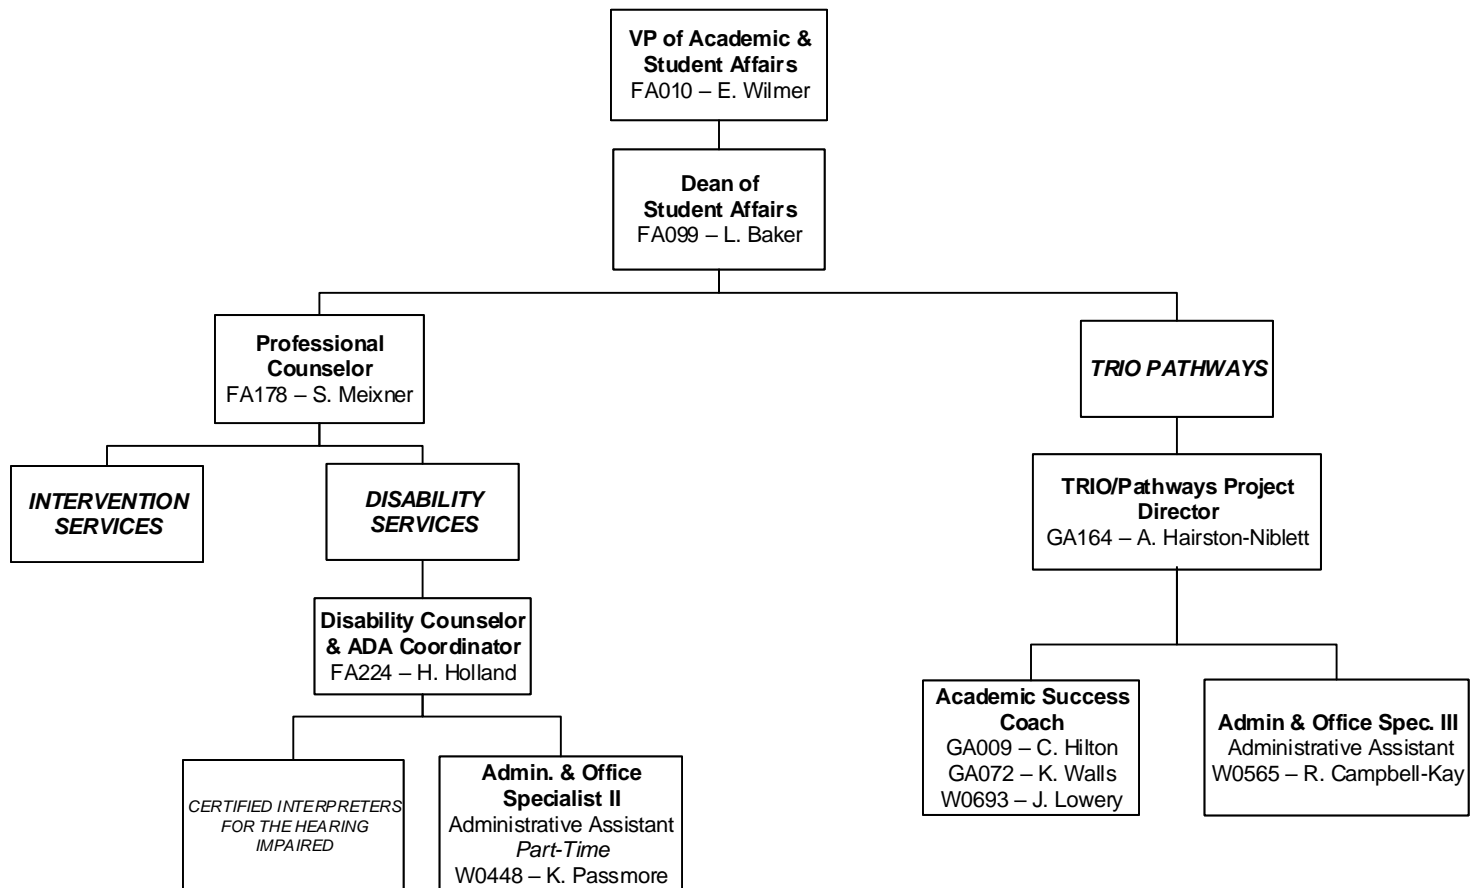 VP of Academic &
Student Affairs
FA010 – E. Wilmer
Dean of
Student Affairs
FA099 – L. Baker
Professional
Counselor
FA178 – S. Meixner
TRIO PATHWAYS
INTERVENTION
SERVICES
DISABILITY
SERVICES
TRIO/Pathways Project
Director
GA164 – A. Hairston-Niblett
Disability Counselor
& ADA Coordinator
FA224 – H. Holland
Academic Success
Coach
GA009 – C. Hilton
GA072 – K. Walls
W0693 – J. Lowery
Admin & Office Spec. III
Administrative Assistant
W0565 – R. Campbell-Kay
CERTIFIED INTERPRETERS
FOR THE HEARING
IMPAIRED
Admin. & Office
Specialist II
Administrative Assistant
Part-Time
W0448 – K. Passmore